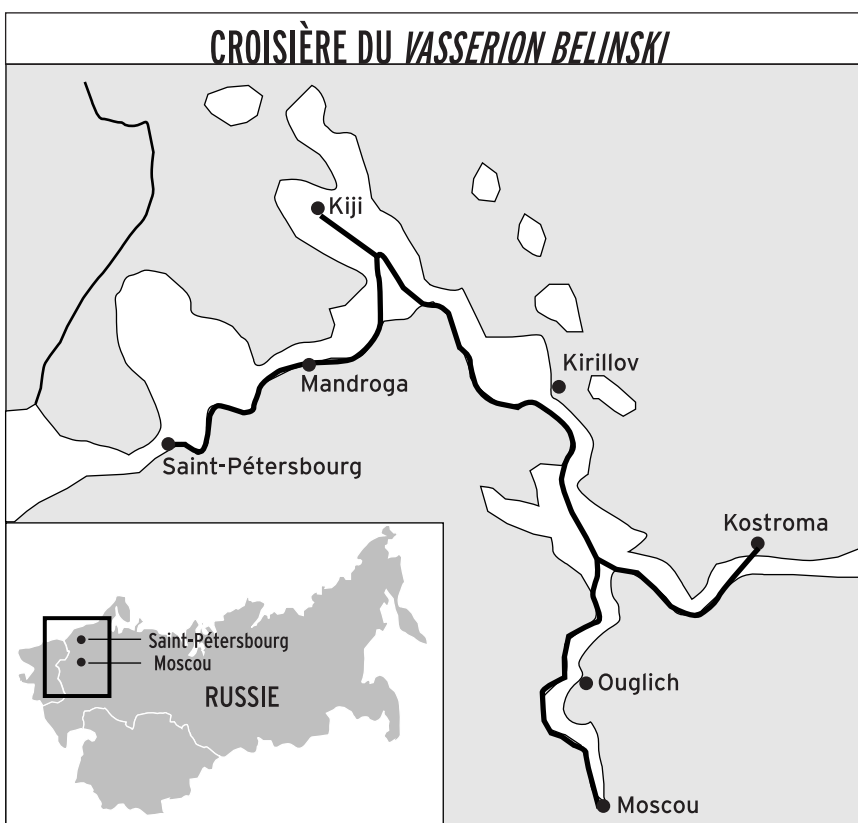 CROISIÈRE DU VASSERION BELINSKI
Kiji
Kirillov
Mandroga
Saint-Pétersbourg
Kostroma
Saint-Pétersbourg
Moscou
RUSSIE
Ouglich
Moscou